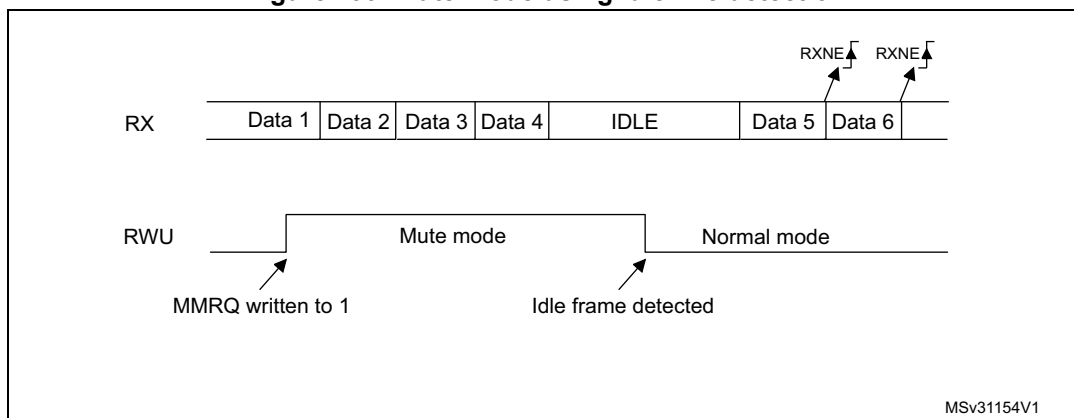 RXNE RXNE
RX Data 1 Data 2 Data 3 Data 4 IDLE Data 5 Data 6
RWU Mute mode Normal mode
MMRQ written to 1 Idle frame detected
MSv31154V1